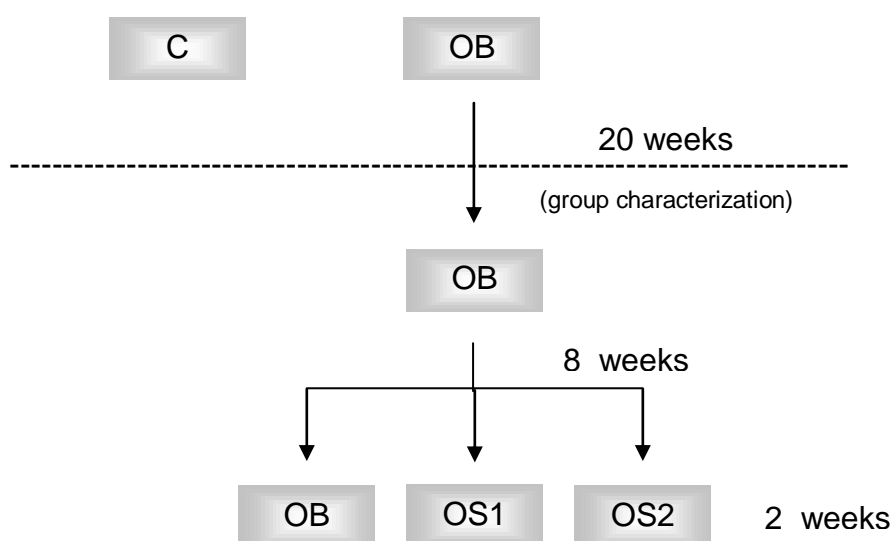 C OB
20 weeks
(group characterization)
OB
8 weeks
OB OS1 OS2 2 weeks